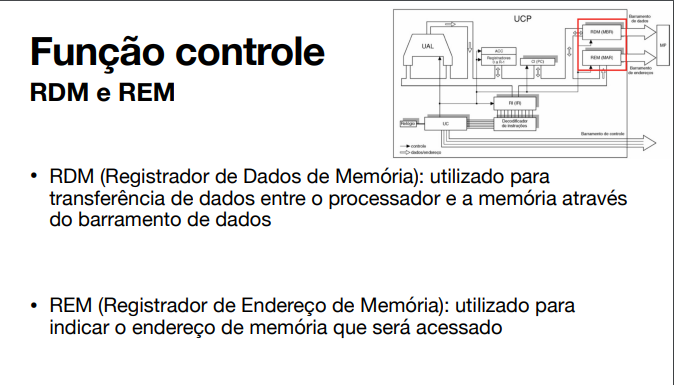 Função controle
RDM e REM
UCP
Barramento
de dados
RDM (MBR)
UAL
ACC
Registradores
CI (PC)
REM (MAR)
MP
Barramento
de endereços
RI (IR)
Relógio
UC
Decodificador
de instruções
Barramento de controle
controle
dados/endereço
• RDM (Registrador de Dados de Memória): utilizado para
transferência de dados entre o processador e a memória através
do barramento de dados
• REM (Registrador de Endereço de Memória): utilizado para
indicar o endereço de memória que será acessado